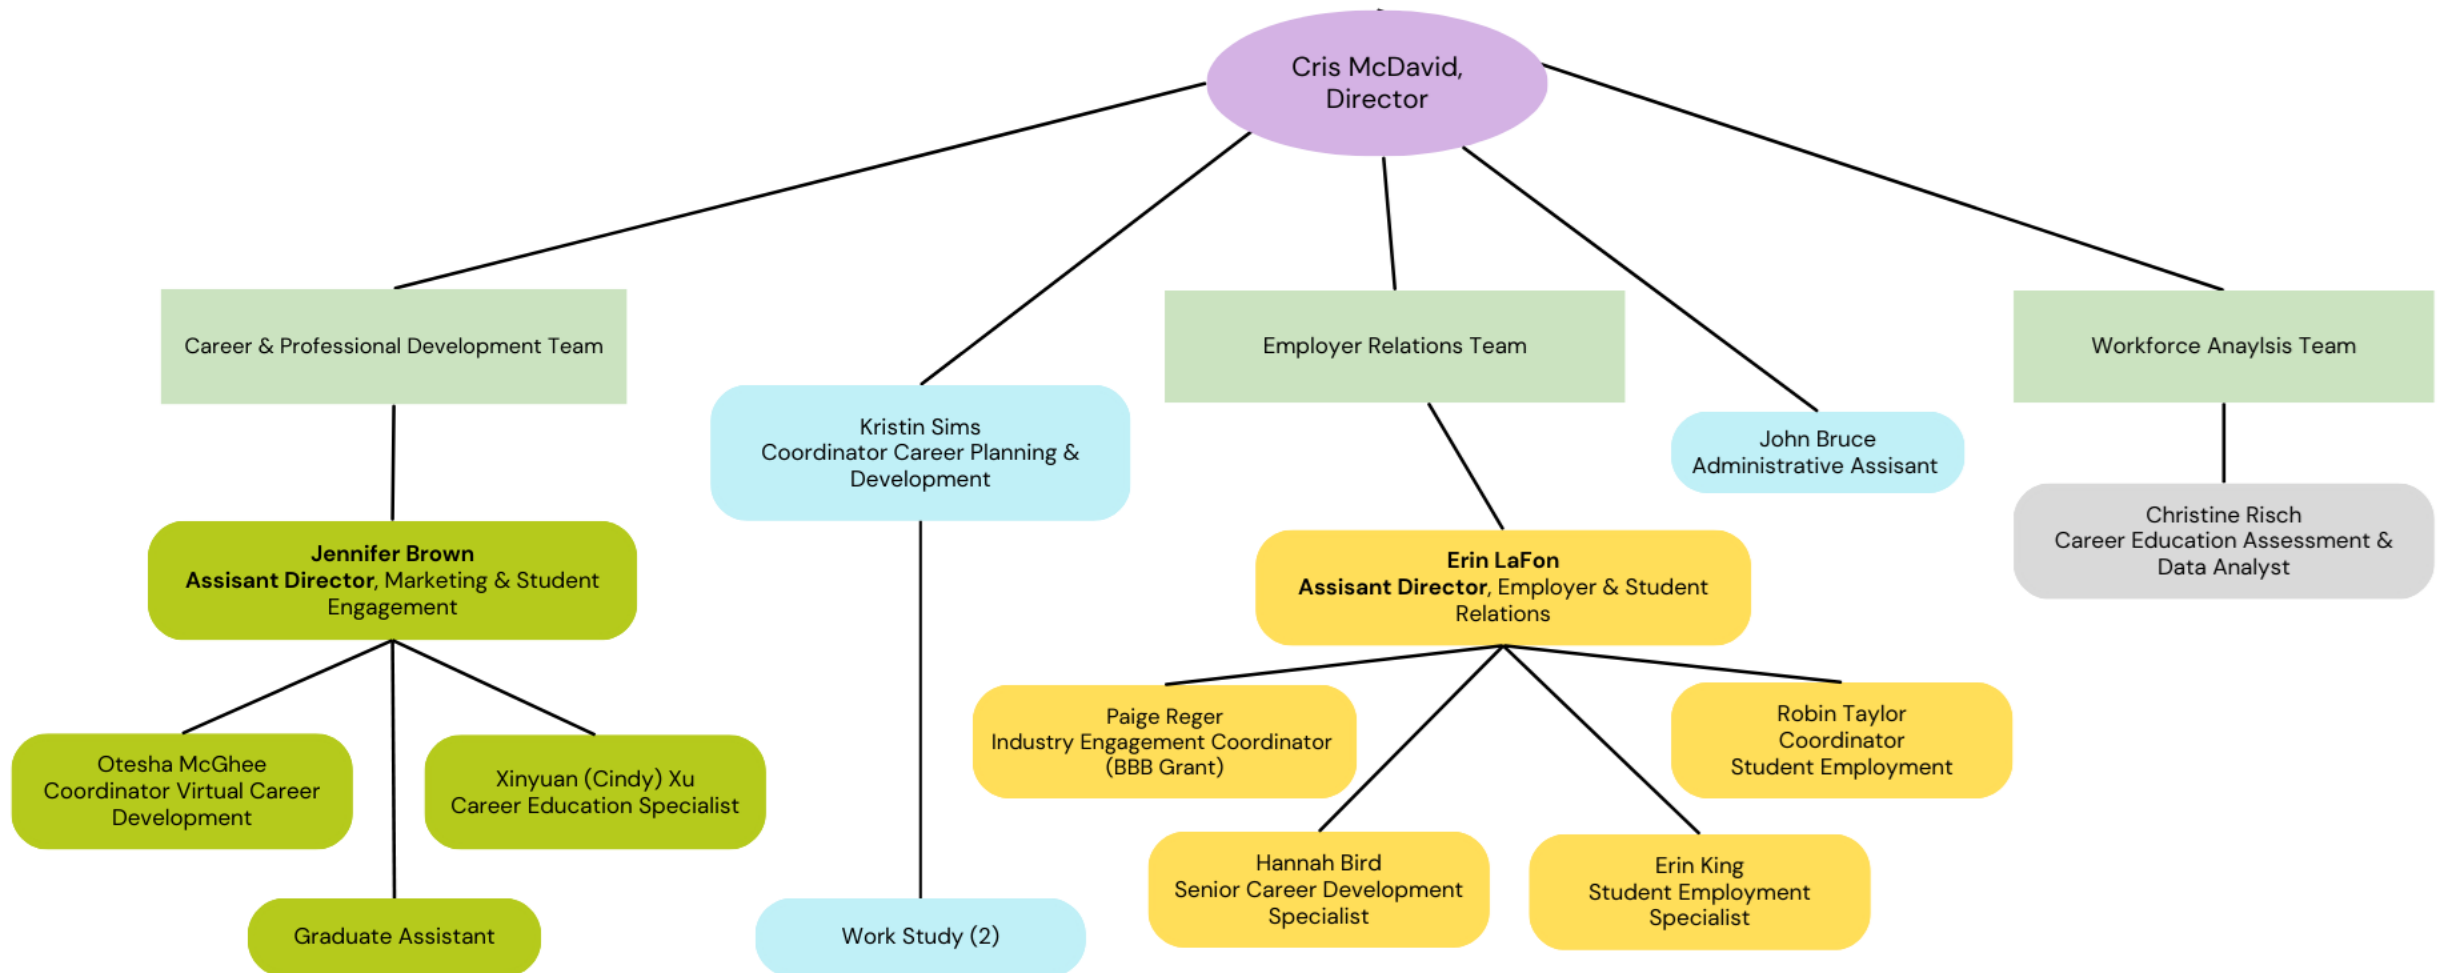 Cris McDavid,
Director
Career & Professional Development Team
Employer Relations Team
Workforce Anaylsis Team
Kristin Sims
Coordinator Career Planning &
Development
John Bruce
Administrative Assisant
Jennifer Brown
Assisant Director, Marketing & Student
Engagement
Erin LaFon
Assisant Director, Employer & Student
Relations
Christine Risch
Career Education Assessment &
Data Analyst
Otesha McGhee
Coordinator Virtual Career
Development
Xinyuan (Cindy) Xu
Career Education Specialist
Graduate Assistant
Work Study (2)
Paige Reger
Industry Engagement Coordinator
(BBB Grant)
Robin Taylor
Coordinator
Student Employment
Hannah Bird
Senior Career Development
Specialist
Erin King
Student Employment
Specialist